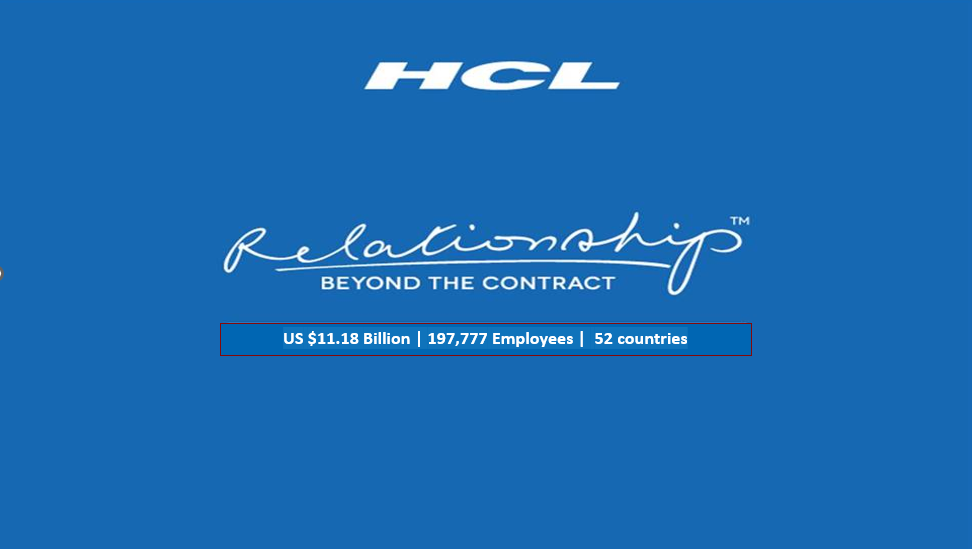 HCL
Relationship™
BEYOND THE CONTRACT
US $11.18 Billion | 197,777 Employees | 52 countries